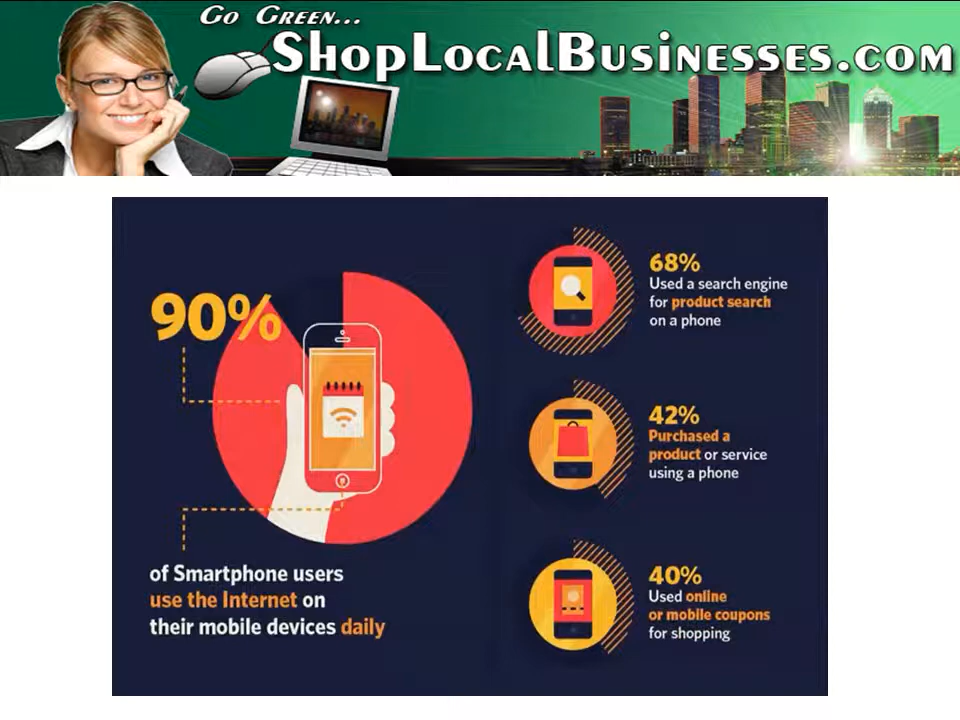 Go Green...
ShopLocalBusinesses.com
90%
of Smartphone users
use the Internet on
their mobile devices daily
68%
Used a search engine
for product search
on a phone
42%
Purchased a
product or service
using a phone
40%
Used online
or mobile coupons
for shopping